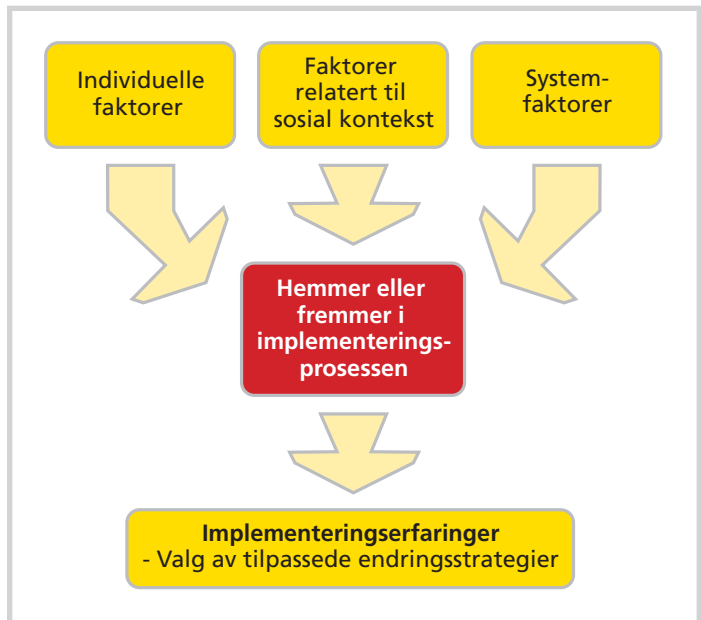 Individuelle
faktorer
Faktorer
relatert til
sosial kontekst
System-
faktorer
Hemmer eller
fremmer i
implementerings-
prosessen
Implementeringserfaringer
- Valg av tilpassede endringsstrategier